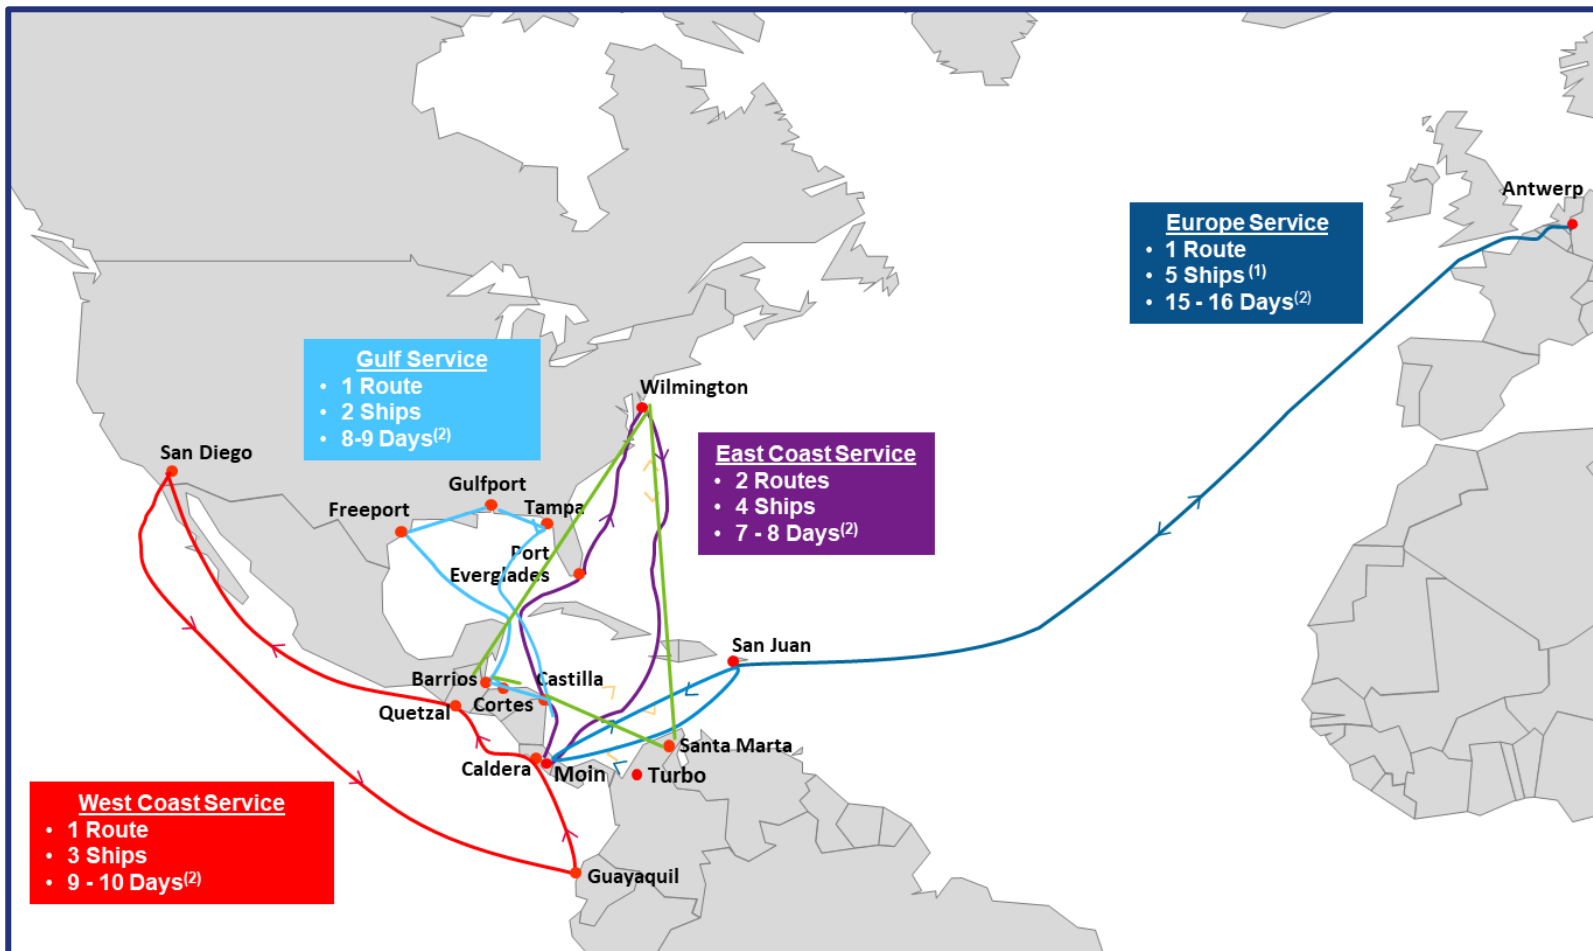 Antwerp
Europe Service
• 1 Route
• 5 Ships (1)
• 15 - 16 Days(2)
Gulf Service
• 1 Route
• 2 Ships
• 8-9 Days(2)
Wilmington
East Coast Service
• 2 Routes
• 4 Ships
• 7 - 8 Days(2)
San Diego
Gulfport
Freeport
Tampa
Port
Everglades
San Juan
Barrios
Castilla
Cortes
Quetzal
Santa Marta
Caldera
Moin
Turbo
West Coast Service
• 1 Route
• 3 Ships
• 9 - 10 Days(2)
Guayaquil